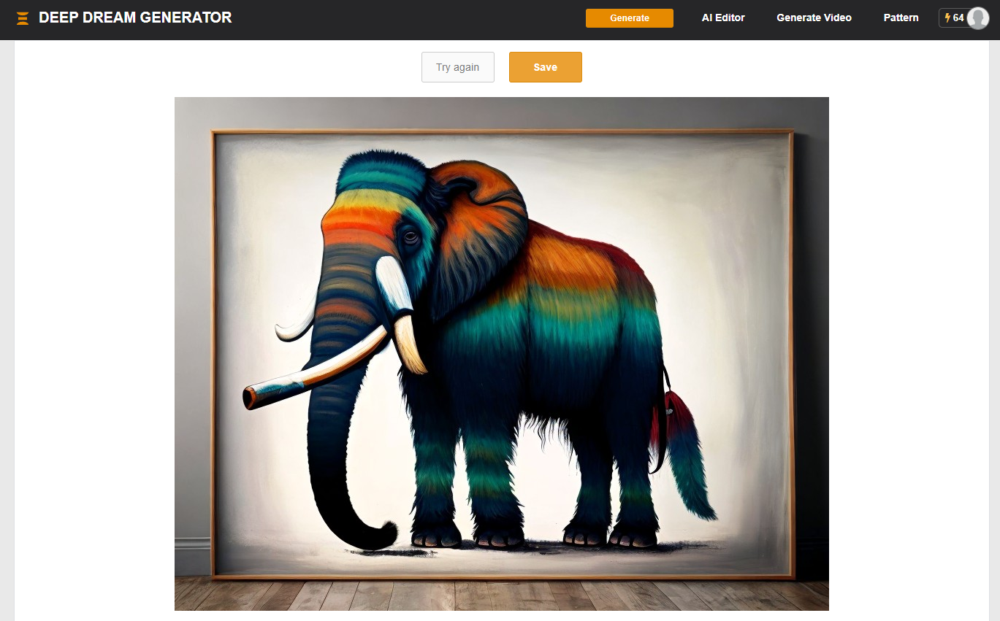 DEEP DREAM GENERATOR
Generate
AI Editor
Generate Video
Pattern
64
Try again
Save